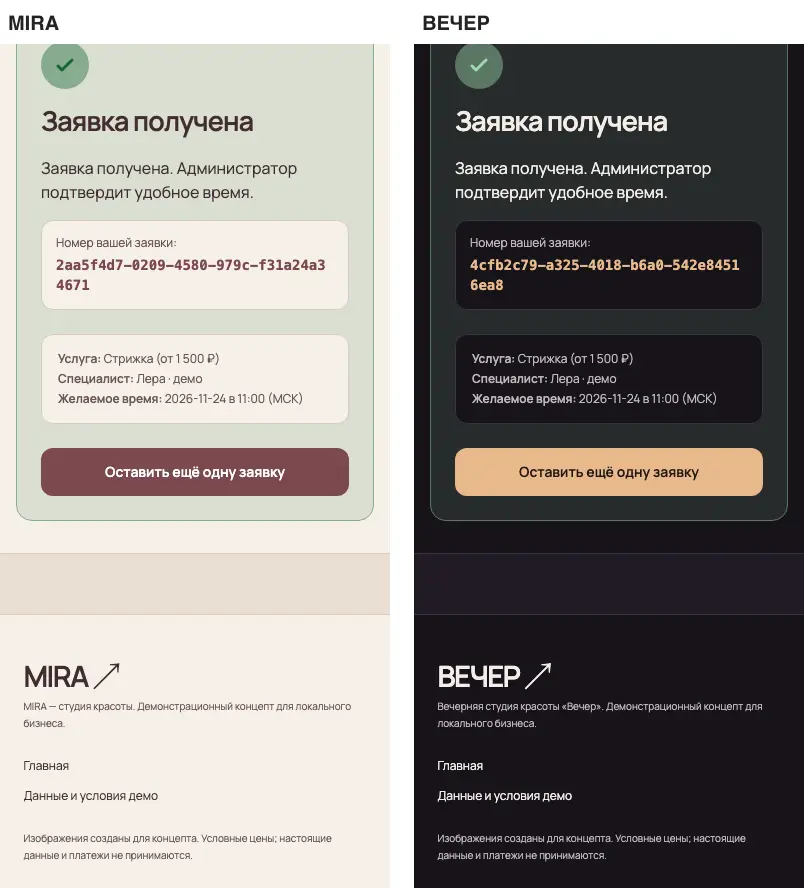 MIRA
Заявка получена
Заявка получена. Администратор
подтвердит удобное время.
Номер вашей заявки:
2aa5f4d7-0209-4580-979c-f31a24a3
4671
Услуга: Стрижка (от 1 500 ₽)
Специалист: Лера · демо
Желаемое время: 2026-11-24 в 11:00 (МСК)
Оставить ещё одну заявку
MIRA
MIRA — студия красоты. Демонстрационный концепт для локального
бизнеса.
Главная
Данные и условия демо
Изображения созданы для концепта. Условные цены; настоящие
данные и платежи не принимаются.
ВЕЧЕР
Заявка получена
Заявка получена. Администратор
подтвердит удобное время.
Номер вашей заявки:
4cfb2c79-a325-4018-b6a0-542e8451
6ea8
Услуга: Стрижка (от 1 500 ₽)
Специалист: Лера · демо
Желаемое время: 2026-11-24 в 11:00 (МСК)
Оставить ещё одну заявку
ВЕЧЕР
Вечерняя студия красоты «Вечер». Демонстрационный концепт для
локального бизнеса.
Главная
Данные и условия демо
Изображения созданы для концепта. Условные цены; настоящие
данные и платежи не принимаются.